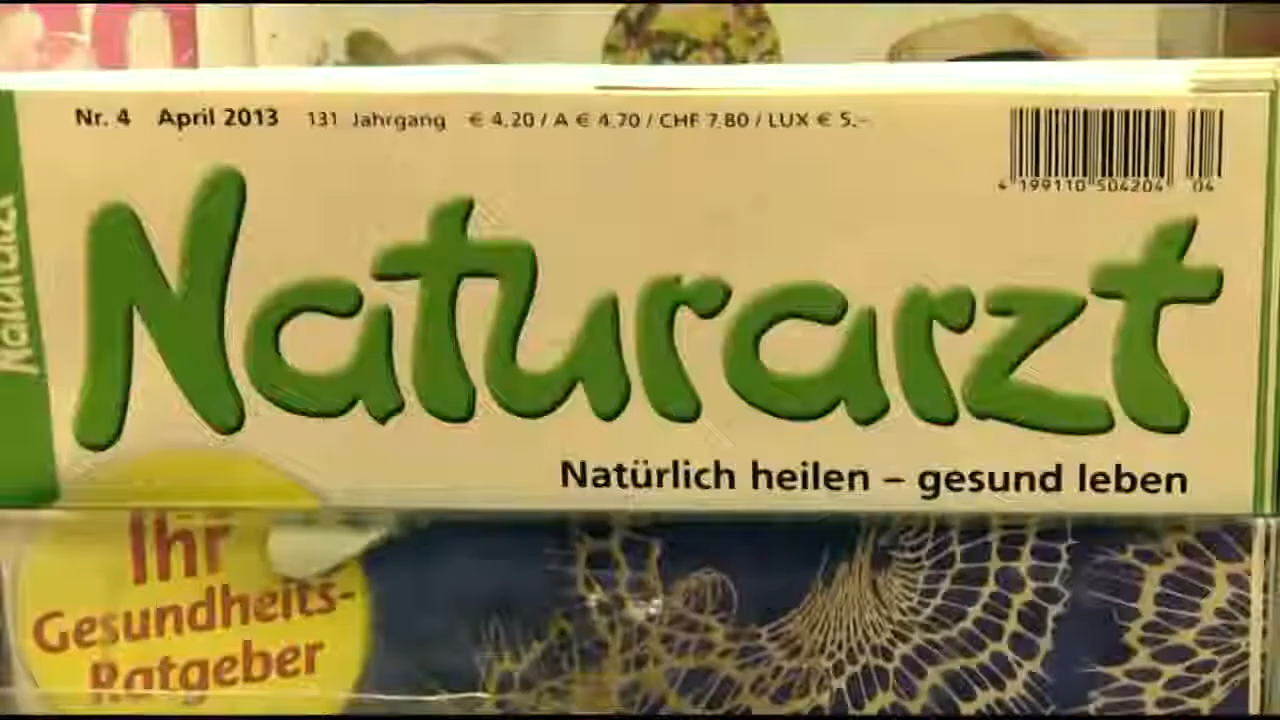 Nr. 4 April 2013 131 Jahrgang € 4.20 / A € 4.70 / CHF 7.80 / LUX € 5.-
4 199110 504204 04
Naturarzt
Naturarzt
Natürlich heilen – gesund leben
Ihr
Gesundheits-
Ratgeber